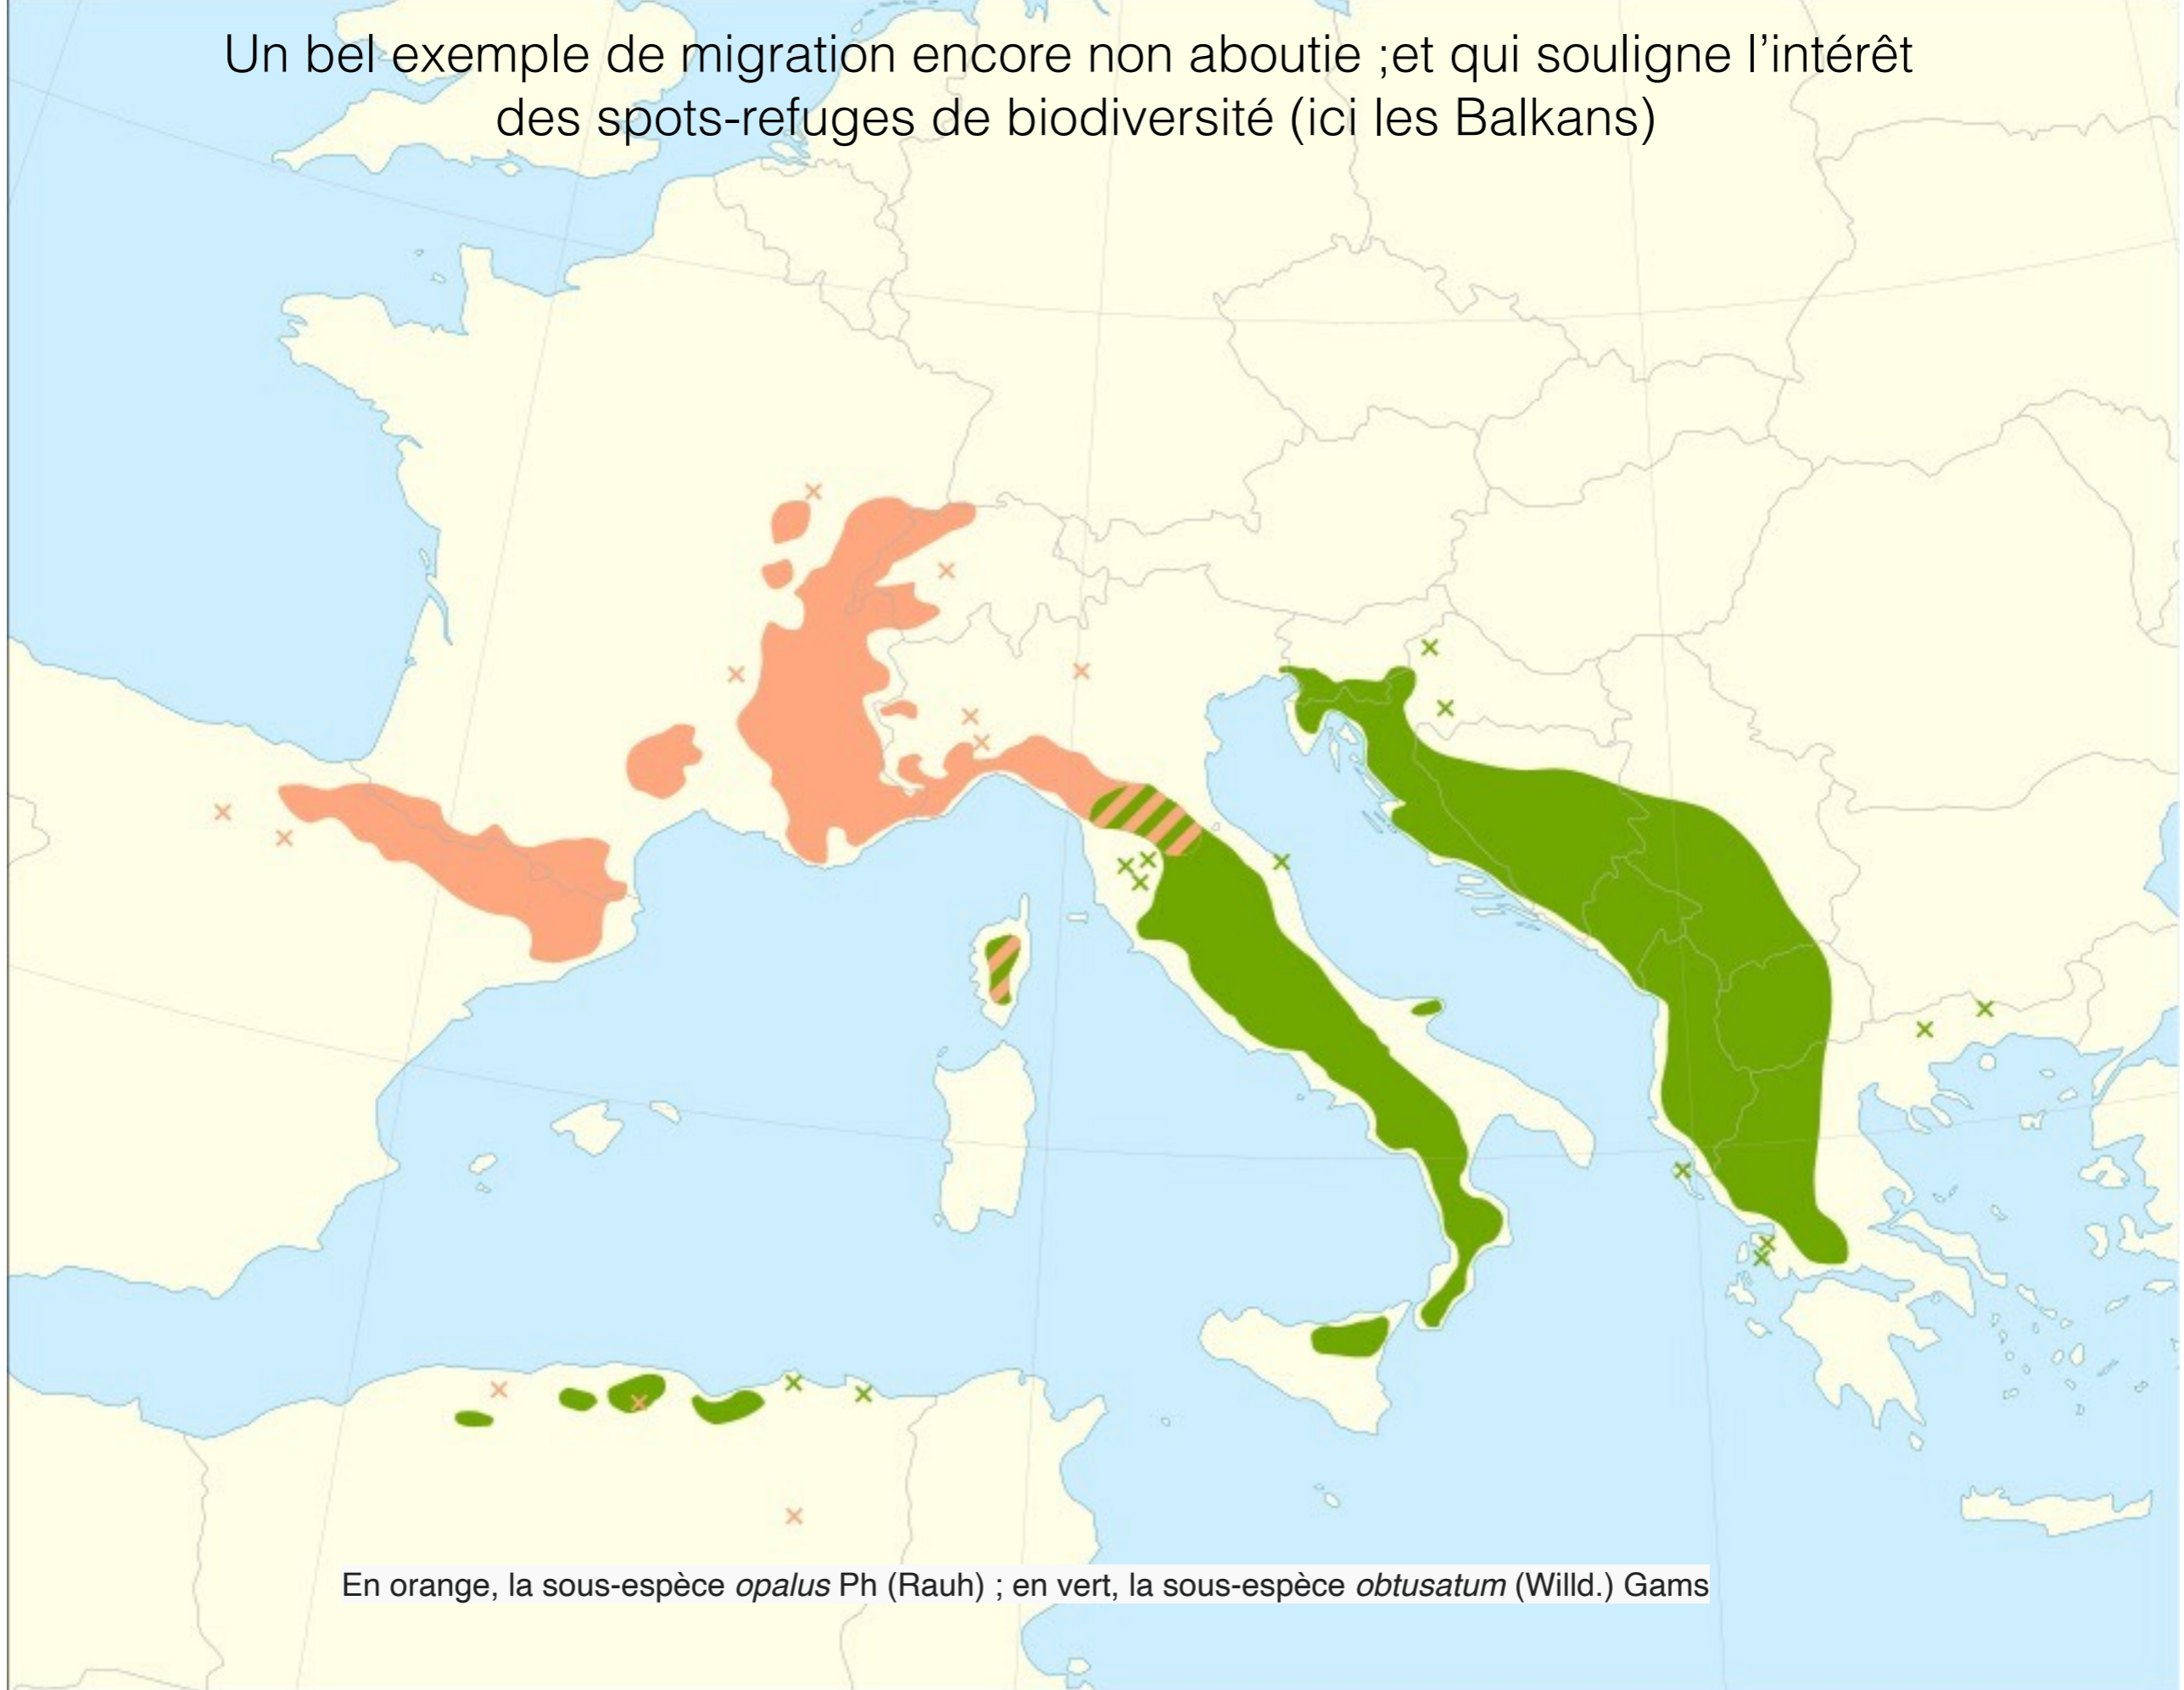 Un bel exemple de migration encore non aboutie ;et qui souligne l'intérêt
des spots-refuges de biodiversité (ici les Balkans)
En orange, la sous-espèce opalus Ph (Rauh) ; en vert, la sous-espèce obtusatum (Willd.) Gams